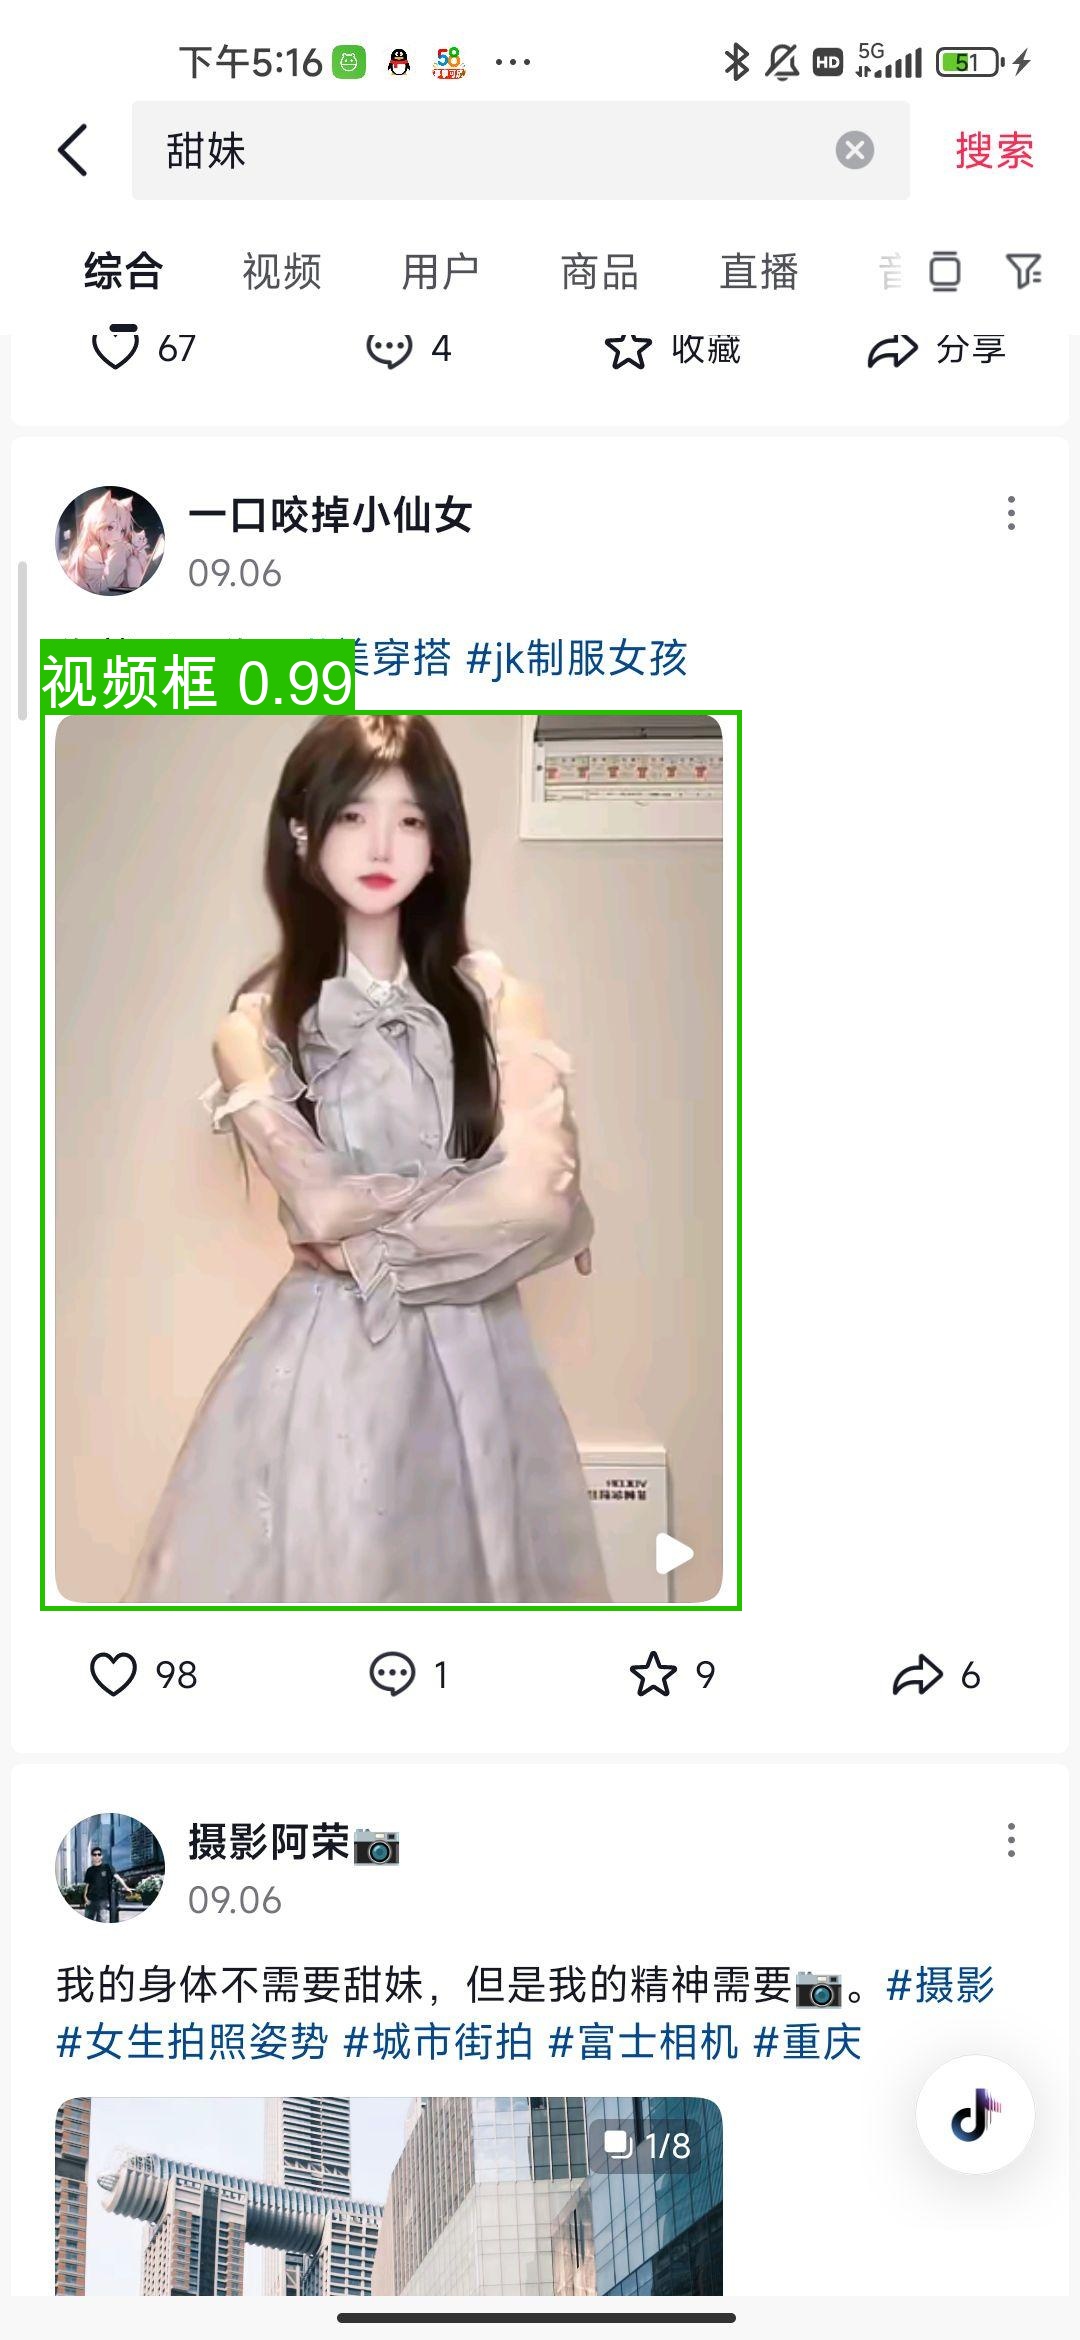 下午5:16
58
HD 5G 51
甜妹
搜索
综合 视频 用户 商品 直播
67 4 收藏 分享
一口咬掉小仙女
09.06
美穿搭 #jk制服女孩
视频框 0.99
98 1 9 6
摄影阿荣📷
09.06
我的身体不需要甜妹，但是我的精神需要📷。#摄影
#女生拍照姿势 #城市街拍 #富士相机 #重庆
1/8